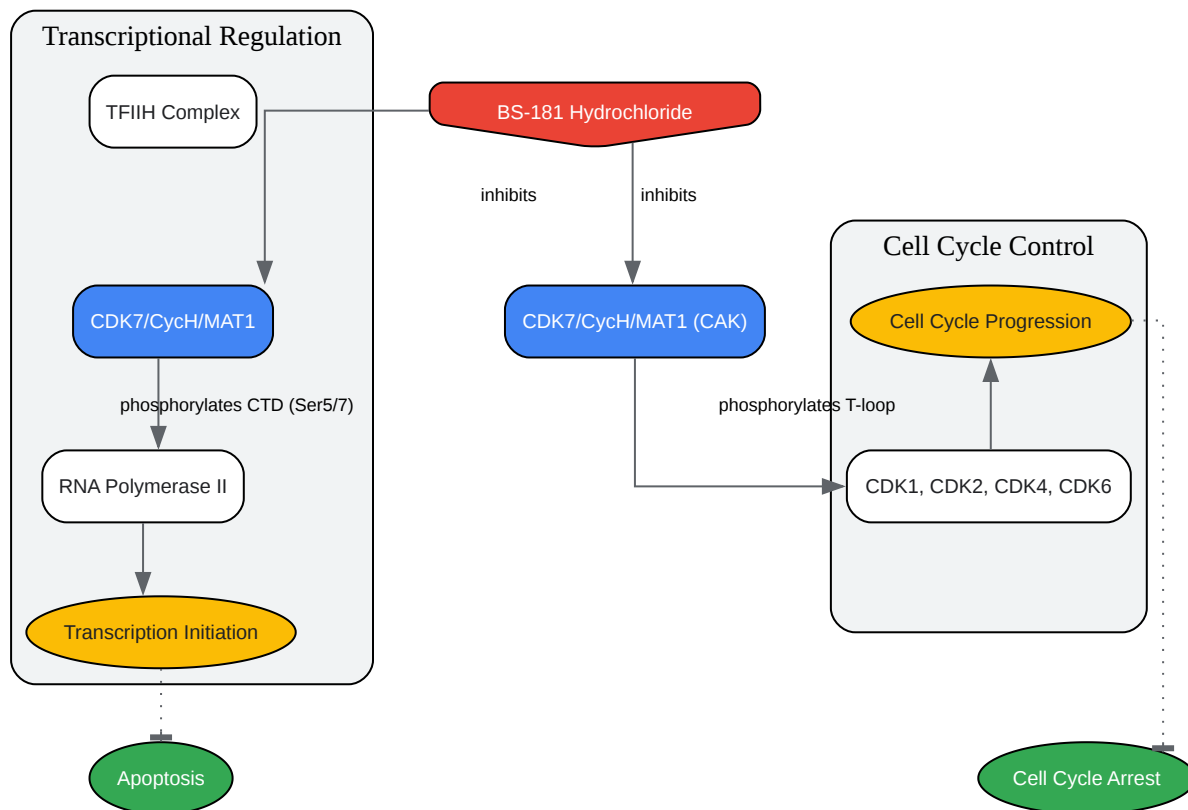 Transcriptional Regulation
TFIIH Complex
BS-181 Hydrochloride
inhibits
inhibits
Cell Cycle Control
CDK7/CycH/MAT1
CDK7/CycH/MAT1 (CAK)
Cell Cycle Progression
phosphorylates CTD (Ser5/7)
phosphorylates T-loop
RNA Polymerase II
CDK1, CDK2, CDK4, CDK6
Transcription Initiation
Apoptosis
Cell Cycle Arrest